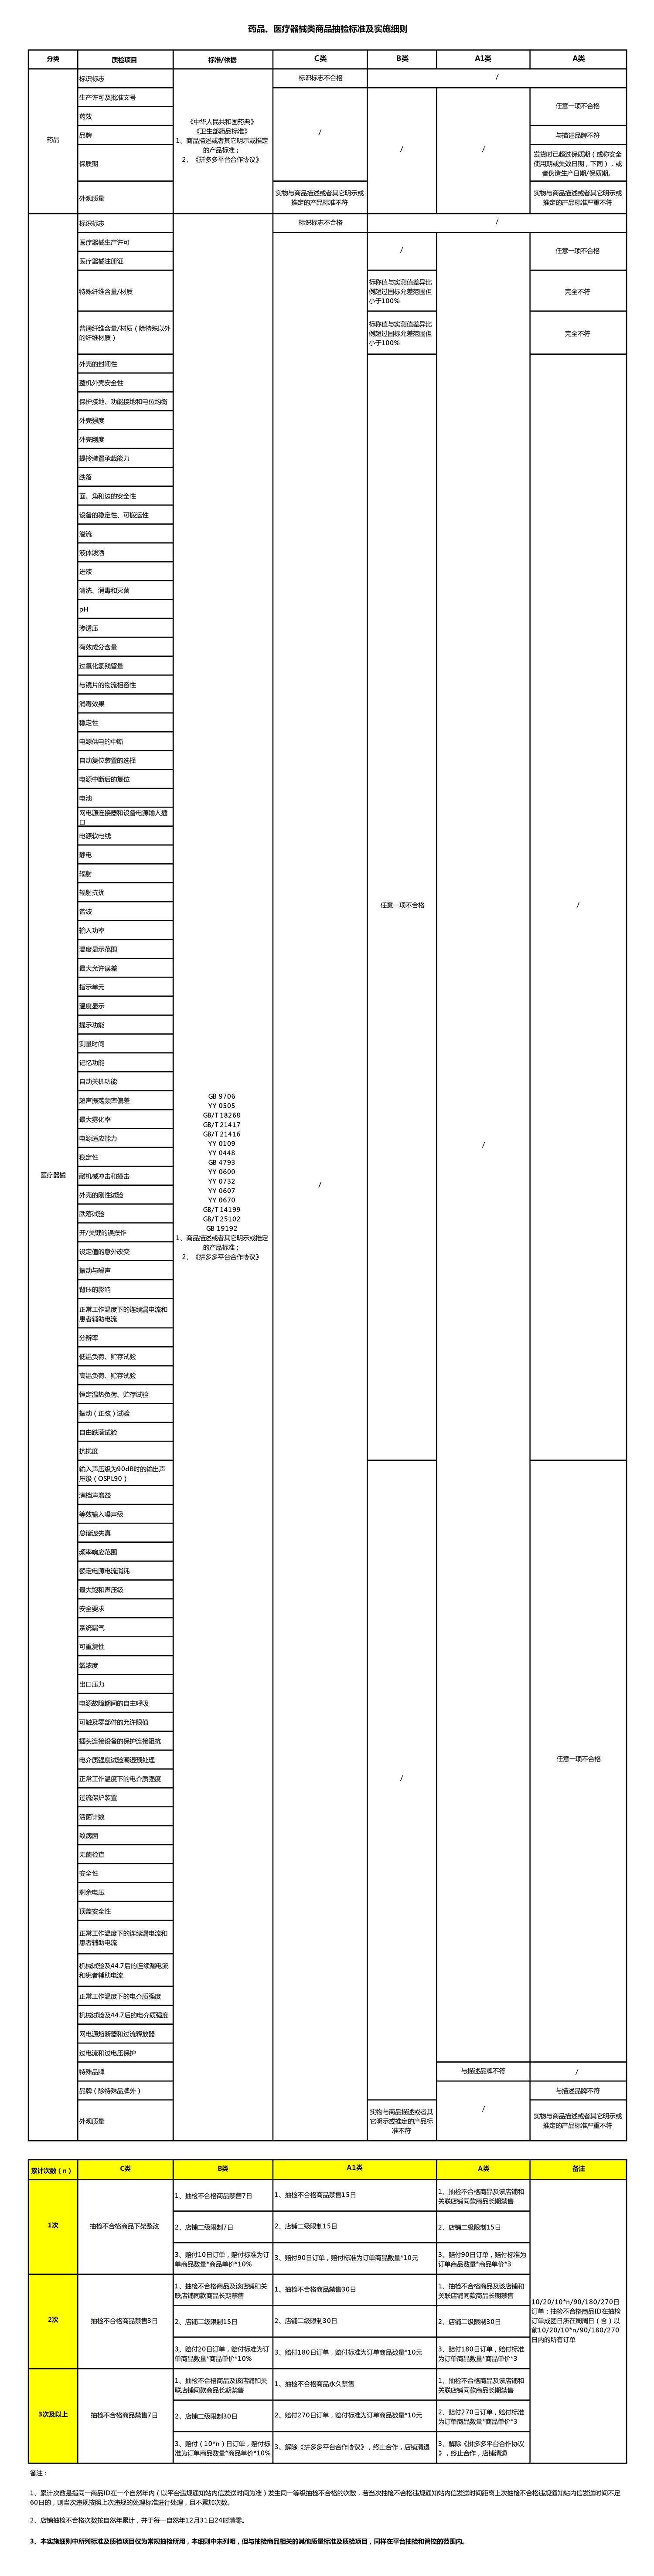 药品、医疗器械类商品抽检标准及实施细则
分类 质检项目 标准/依据 C类 B类 A1类 A类
药品
标识标志
生产许可及批准文号
药效
品牌
保质期
外观质量
《中华人民共和国药典》
《卫生部药品标准》
1、商品描述或者其它明示或推定
的产品标准；
2、《拼多多平台合作协议》
标识标志不合格
/
/
实物与商品描述或者其它明示或
推定的产品标准不符
/
/
任意一项不合格
与描述品牌不符
发货时已超过保质期（或称安全
使用期或失效日期，下同），或
者伪造生产日期/保质期。
实物与商品描述或者其它明示或
推定的产品标准严重不符
医疗器械
标识标志
医疗器械生产许可
医疗器械注册证
特殊纤维含量/材质
普通纤维含量/材质（除特殊以外
的纤维材质）
外壳的封闭性
整机外壳安全性
保护接地、功能接地和电位均衡
外壳强度
外壳刚度
提拎装置承载能力
跌落
面、角和边的安全性
设备的稳定性、可搬运性
溢流
液体泼洒
进液
清洗、消毒和灭菌
pH
渗透压
有效成分含量
过氧化氢残留量
与镜片的物流相容性
消毒效果
稳定性
电源供电的中断
自动复位装置的选择
电源中断后的复位
电池
网电源连接器和设备电源输入插
口
电源软电线
静电
辐射
辐射抗扰
谐波
输入功率
温度显示范围
最大允许误差
指示单元
温度显示
提示功能
测量时间
记忆功能
自动关机功能
超声振荡频率偏差
最大雾化率
电源适应能力
稳定性
耐机械冲击和撞击
外壳的刚性试验
跌落试验
开/关键的误操作
设定值的意外改变
振动与噪声
背压的影响
正常工作温度下的连续漏电流和
患者辅助电流
分辨率
低温负荷、贮存试验
高温负荷、贮存试验
恒定湿热负荷、贮存试验
振动（正弦）试验
自由跌落试验
抗扰度
输入声压级为90dB时的输出声
压级（OSPL90）
满档声增益
等效输入噪声级
总谐波失真
频率响应范围
额定电源电流消耗
最大饱和声压级
安全要求
系统漏气
可重复性
氧浓度
出口压力
电源故障期间的自主呼吸
可触及零部件的允许限值
插头连接设备的保护连接阻抗
电介质强度试验潮湿预处理
正常工作温度下的电介质强度
过流保护装置
活菌计数
致病菌
无菌检查
安全性
剩余电压
顶盖安全性
正常工作温度下的连续漏电流和
患者辅助电流
机械试验及44.7后的连续漏电流
和患者辅助电流
正常工作温度下的电介质强度
机械试验及44.7后的电介质强度
网电源熔断器和过流释放器
过电流和过电压保护
特殊品牌
品牌（除特殊品牌外）
外观质量
GB 9706
YY 0505
GB/T 18268
GB/T 21417
GB/T 21416
YY 0109
YY 0448
GB 4793
YY 0600
YY 0732
YY 0607
YY 0670
GB/T 14199
GB/T 25102
GB 19192
1、商品描述或者其它明示或推定
的产品标准；
2、《拼多多平台合作协议》
标识标志不合格
/
/
/
标称值与实测值差异比
例超过国标允差范围但
小于100%
标称值与实测值差异比
例超过国标允差范围但
小于100%
任意一项不合格
/
实物与商品描述或者其
它明示或推定的产品标
准不符
/
与描述品牌不符
/
任意一项不合格
完全不符
完全不符
/
任意一项不合格
/
与描述品牌不符
实物与商品描述或者其它明示或
推定的产品标准严重不符
累计次数（n） C类 B类 A1类 A类 备注
1次
抽检不合格商品下架整改
1、抽检不合格商品禁售7日
2、店铺二级限制7日
3、赔付10日订单，赔付标准为订
单商品数量*商品单价*10%
1、抽检不合格商品禁售15日
2、店铺二级限制15日
3、赔付90日订单，赔付标准为订单商品数量*10元
1、抽检不合格商品及该店铺和
关联店铺同款商品长期禁售
2、店铺二级限制15日
3、赔付90日订单，赔付标准为
订单商品数量*商品单价*3
2次
抽检不合格商品禁售3日
1、抽检不合格商品及该店铺和关
联店铺同款商品长期禁售
2、店铺二级限制15日
3、赔付20日订单，赔付标准为订
单商品数量*商品单价*10%
1、抽检不合格商品禁售30日
2、店铺二级限制30日
3、赔付180日订单，赔付标准为订单商品数量*10元
1、抽检不合格商品及该店铺和
关联店铺同款商品长期禁售
2、店铺二级限制30日
3、赔付180日订单，赔付标准
为订单商品数量*商品单价*3
3次及以上
抽检不合格商品禁售7日
1、抽检不合格商品及该店铺和关
联店铺同款商品长期禁售
2、店铺二级限制30日
3、赔付（10*n）日订单，赔付标
准为订单商品数量*商品单价*10%
1、抽检不合格商品永久禁售
2、赔付270日订单，赔付标准为订单商品数量*10元
3、解除《拼多多平台合作协议》，终止合作，店铺清退
1、抽检不合格商品及该店铺和
关联店铺同款商品长期禁售
2、赔付270日订单，赔付标准
为订单商品数量*商品单价*3
3、解除《拼多多平台合作协议
》，终止合作，店铺清退
10/20/10*n/90/180/270日
订单：抽检不合格商品ID在抽检
订单成团日所在周周日（含）以
前10/20/10*n/90/180/270
日内的所有订单
备注：
1、累计次数是指同一商品ID在一个自然年内（以平台违规通知站内信发送时间为准）发生同一等级抽检不合格的次数，若当次抽检不合格违规通知站内信发送时间距离上次抽检不合格违规通知站内信发送时间不足
60日的，则当次违规按照上次违规的处理标准进行处理，且不累加次数。
2、店铺抽检不合格次数按自然年累计，并于每一自然年12月31日24时清零。
3、本实施细则中所列标准及质检项目仅为常规抽检所用，本细则中未列明，但与抽检商品相关的其他质量标准及质检项目，同样在平台抽检和管控的范围内。